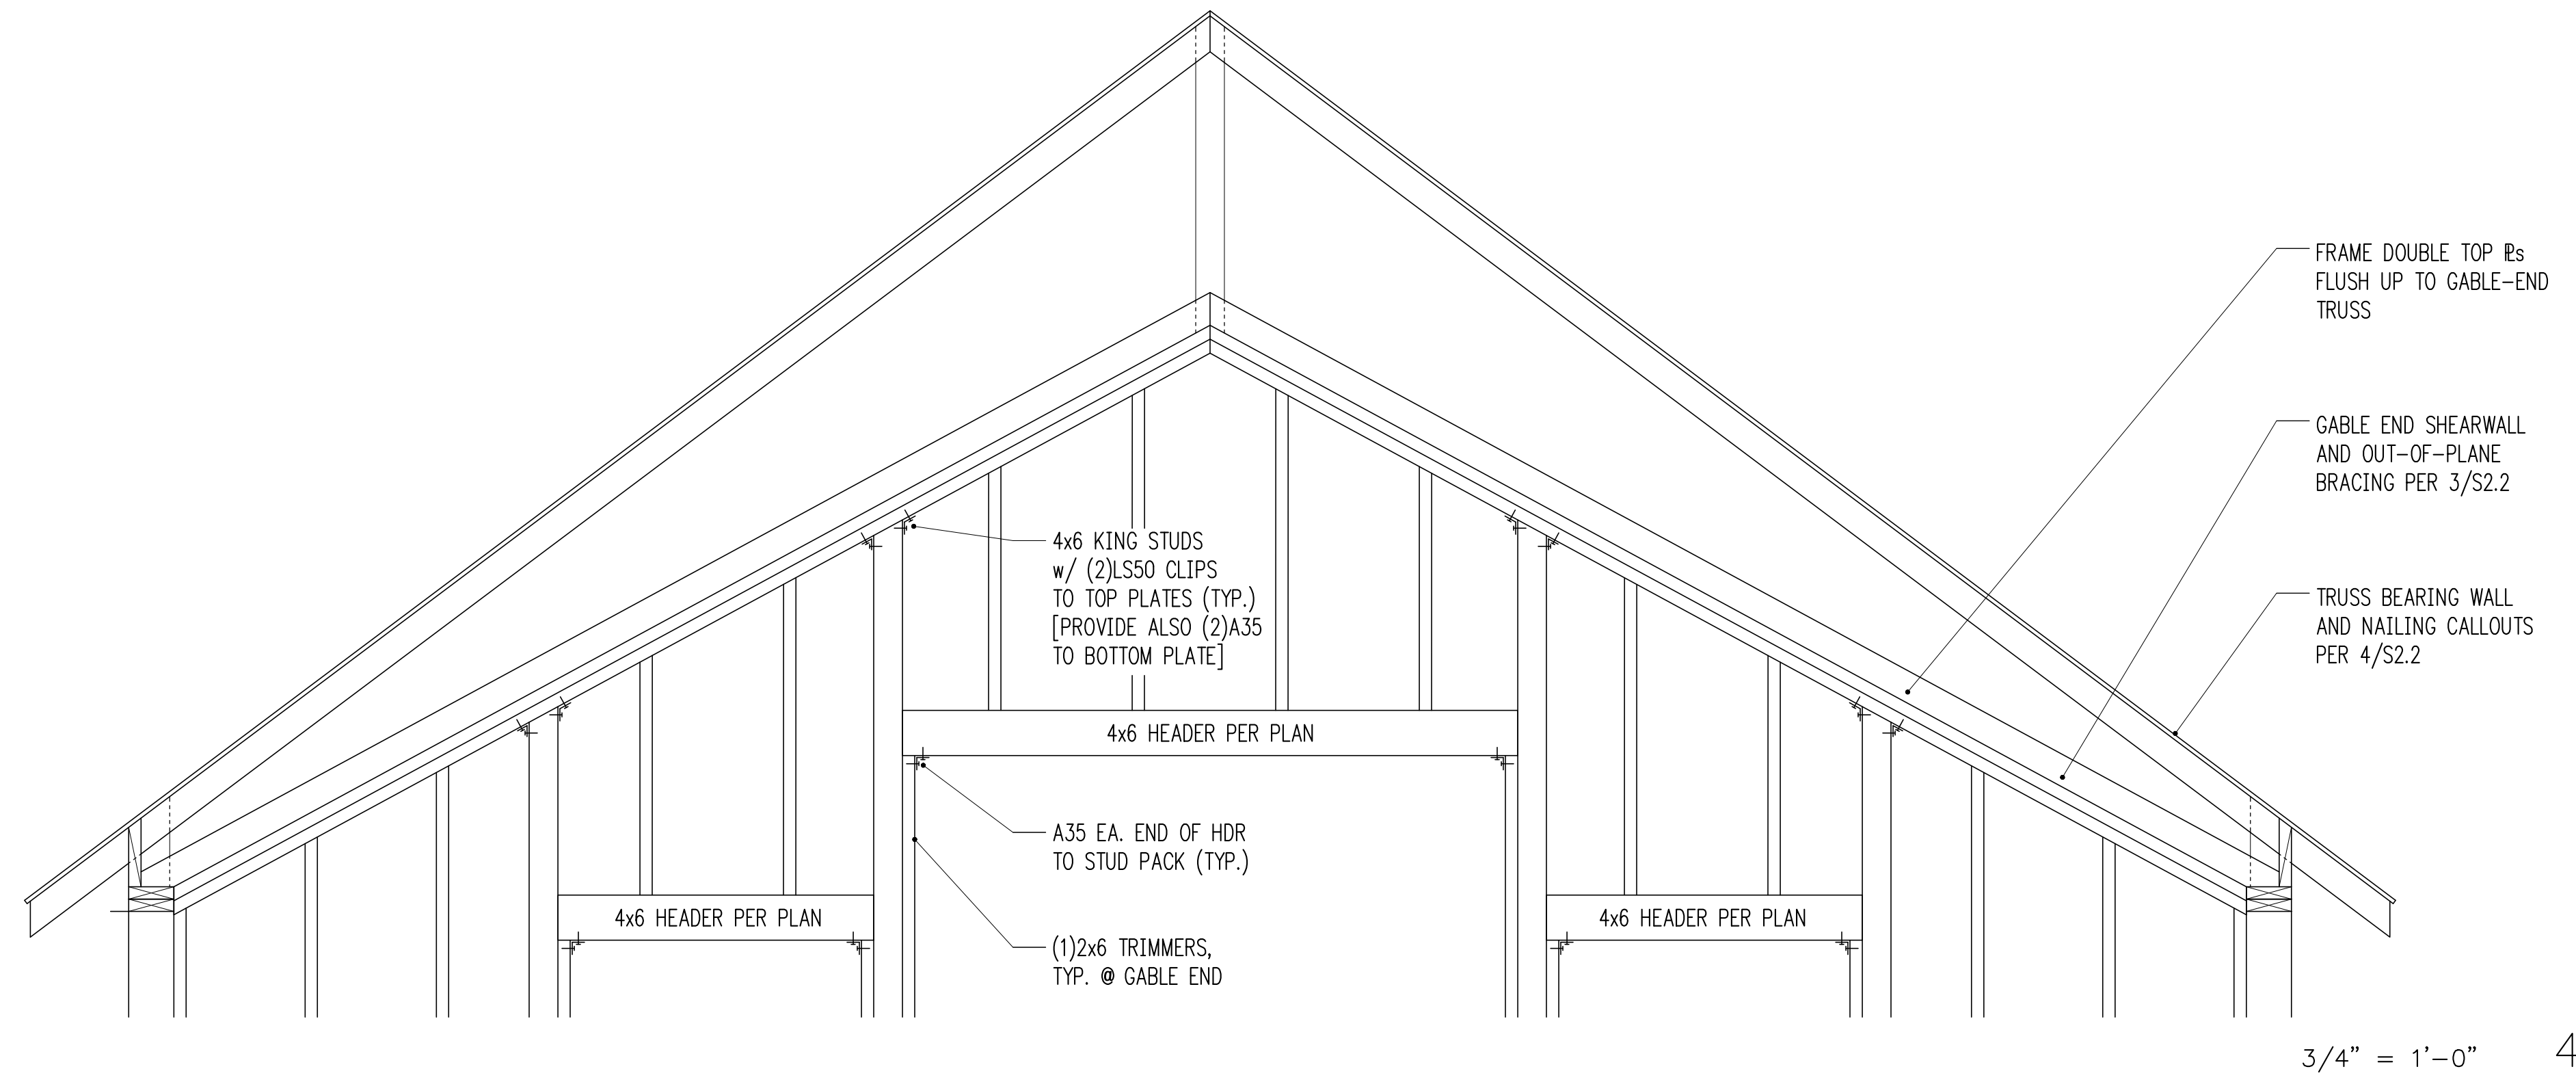 FRAME DOUBLE TOP ℄s
FLUSH UP TO GABLE-END
TRUSS
GABLE END SHEARWALL
AND OUT-OF-PLANE
BRACING PER 3/S2.2
4x6 KING STUDS
w/ (2)LS50 CLIPS
TO TOP PLATES (TYP.)
[PROVIDE ALSO (2)A35
TO BOTTOM PLATE]
TRUSS BEARING WALL
AND NAILING CALLOUTS
PER 4/S2.2
4x6 HEADER PER PLAN
A35 EA. END OF HDR
TO STUD PACK (TYP.)
4x6 HEADER PER PLAN
4x6 HEADER PER PLAN
(1)2x6 TRIMMERS,
TYP. @ GABLE END
3/4" = 1'-0"
4